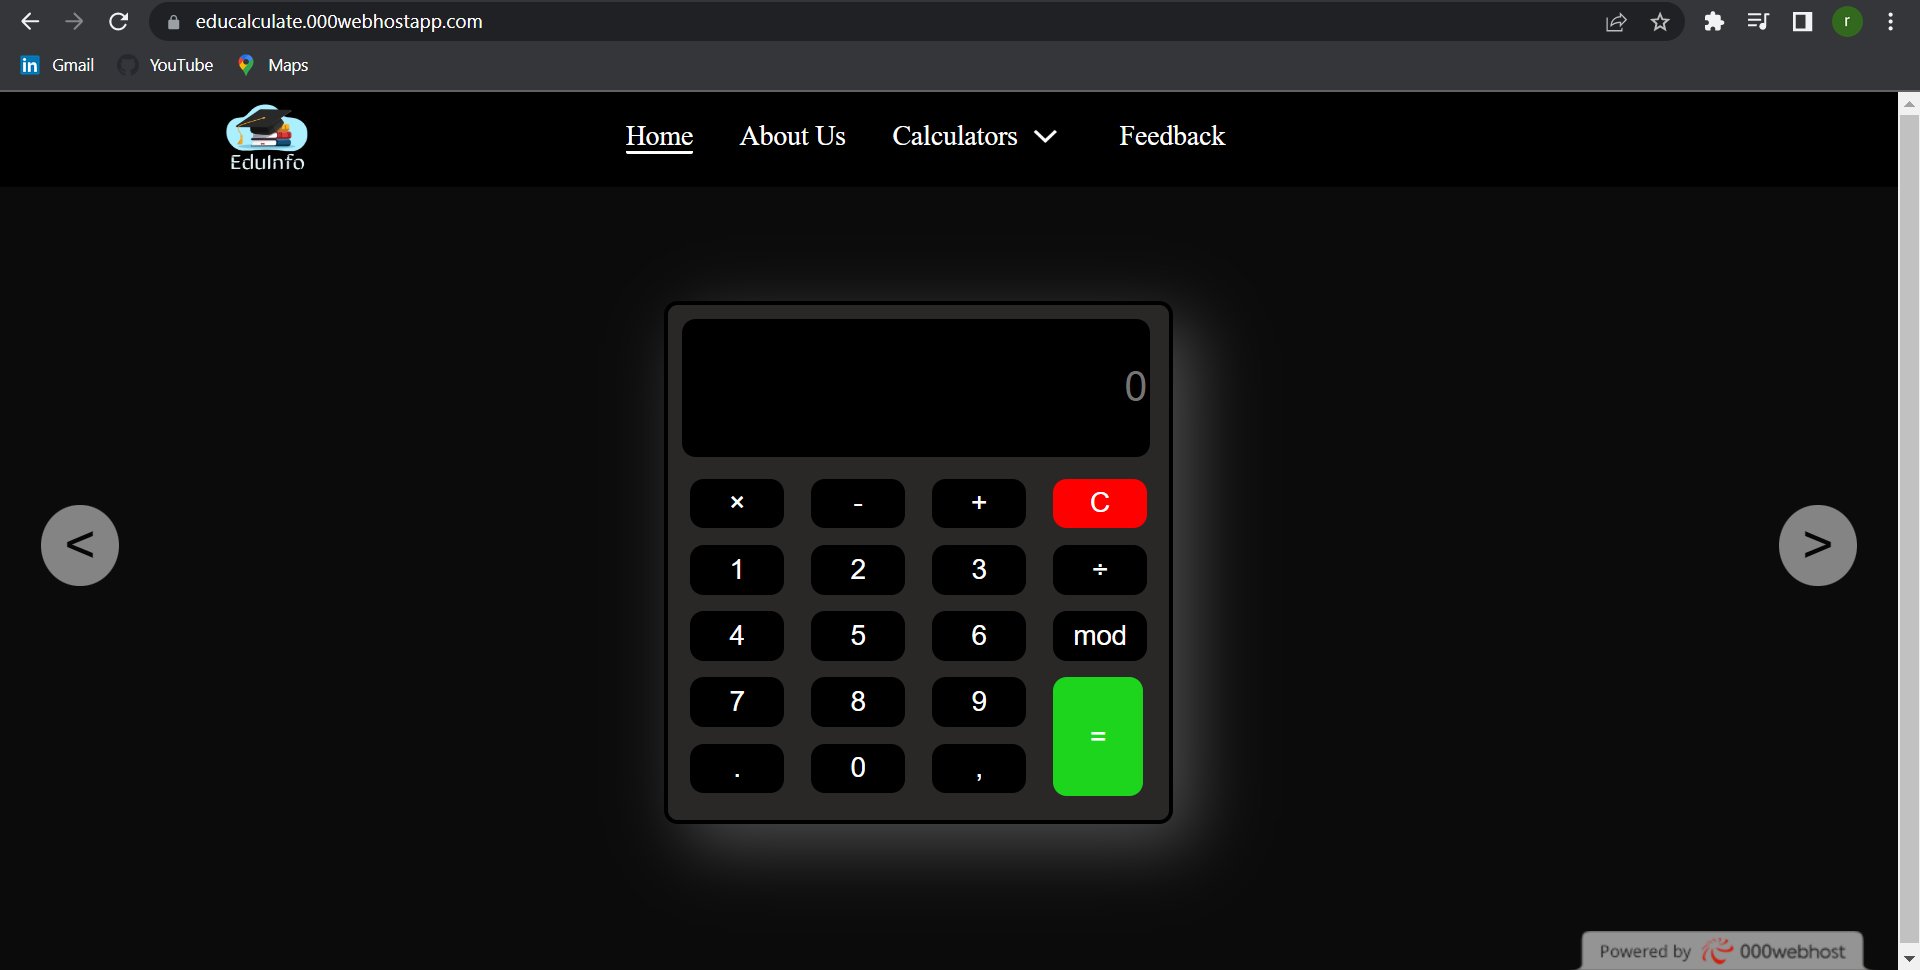 educalculate.000webhostapp.com
r
in Gmail YouTube Maps
EduInfo
Home About Us Calculators Feedback
0
× - + C
1 2 3 ÷
4 5 6 mod
7 8 9
=
. 0 ,
< >
Powered by 000webhost